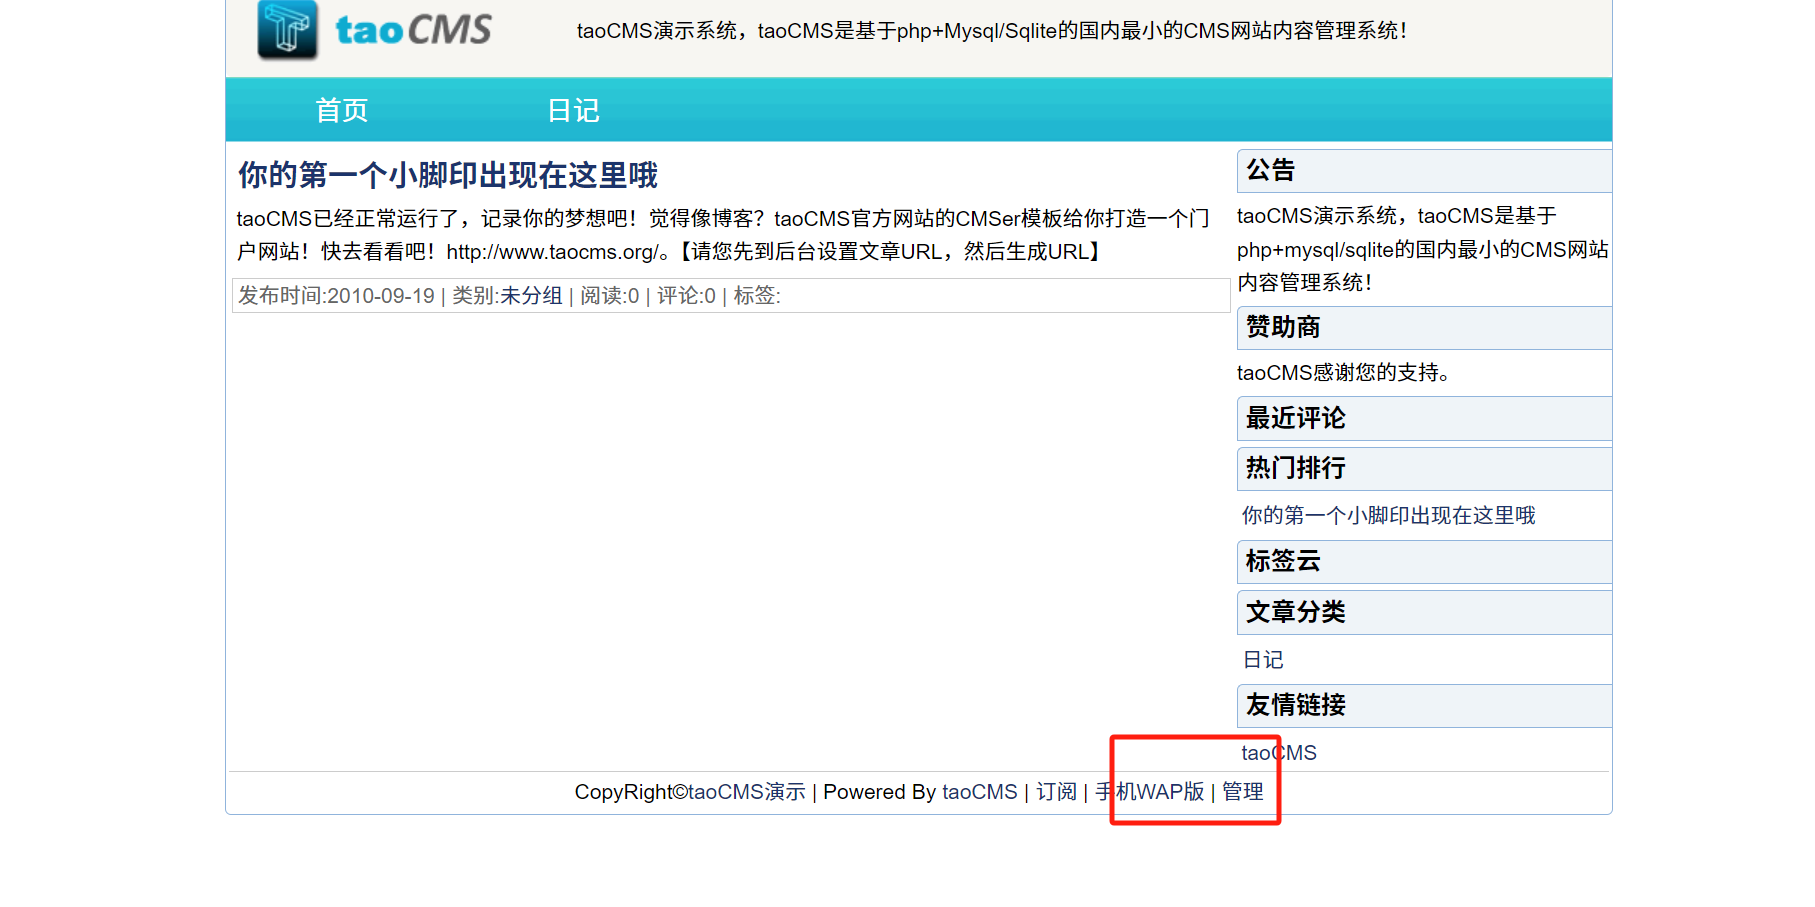 taoCMS
taoCMS演示系统，taoCMS是基于php+Mysql/Sqlite的国内最小的CMS网站内容管理系统！
首页
日记
你的第一个小脚印出现在这里哦
taoCMS已经正常运行了，记录你的梦想吧！觉得像博客？taoCMS官方网站的CMSer模板给你打造一个门
户网站！快去看看吧！http://www.taocms.org/。【请您先到后台设置文章URL，然后生成URL】
发布时间:2010-09-19 | 类别:未分组 | 阅读:0 | 评论:0 | 标签:
公告
taoCMS演示系统，taoCMS是基于
php+mysql/sqlite的国内最小的CMS网站
内容管理系统！
赞助商
taoCMS感谢您的支持。
最近评论
热门排行
你的第一个小脚印出现在这里哦
标签云
文章分类
日记
友情链接
taoCMS
CopyRight©taoCMS演示 | Powered By taoCMS | 订阅 | 手机WAP版 | 管理